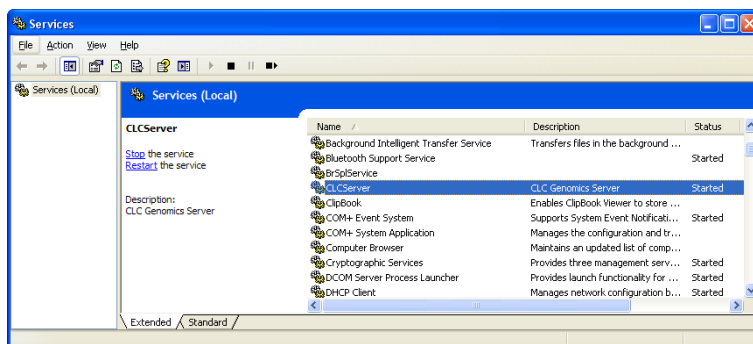 Services
File Action View Help
Services (Local)
Services (Local)
CLCServer
Stop the service
Restart the service
Description:
CLC Genomics Server
Name Description Status
Background Intelligent Transfer Service Transfers files in the background ...
Bluetooth Support Service Started
BrSplService
CLCServer CLC Genomics Server Started
ClipBook Enables ClipBook Viewer to store ...
COM+ Event System Supports System Event Notificati... Started
COM+ System Application Manages the configuration and tr...
Computer Browser Maintains an updated list of comp...
Cryptographic Services Provides three management serv... Started
DCOM Server Process Launcher Provides launch functionality for ... Started
DHCP Client Manages network configuration b... Started
Extended Standard